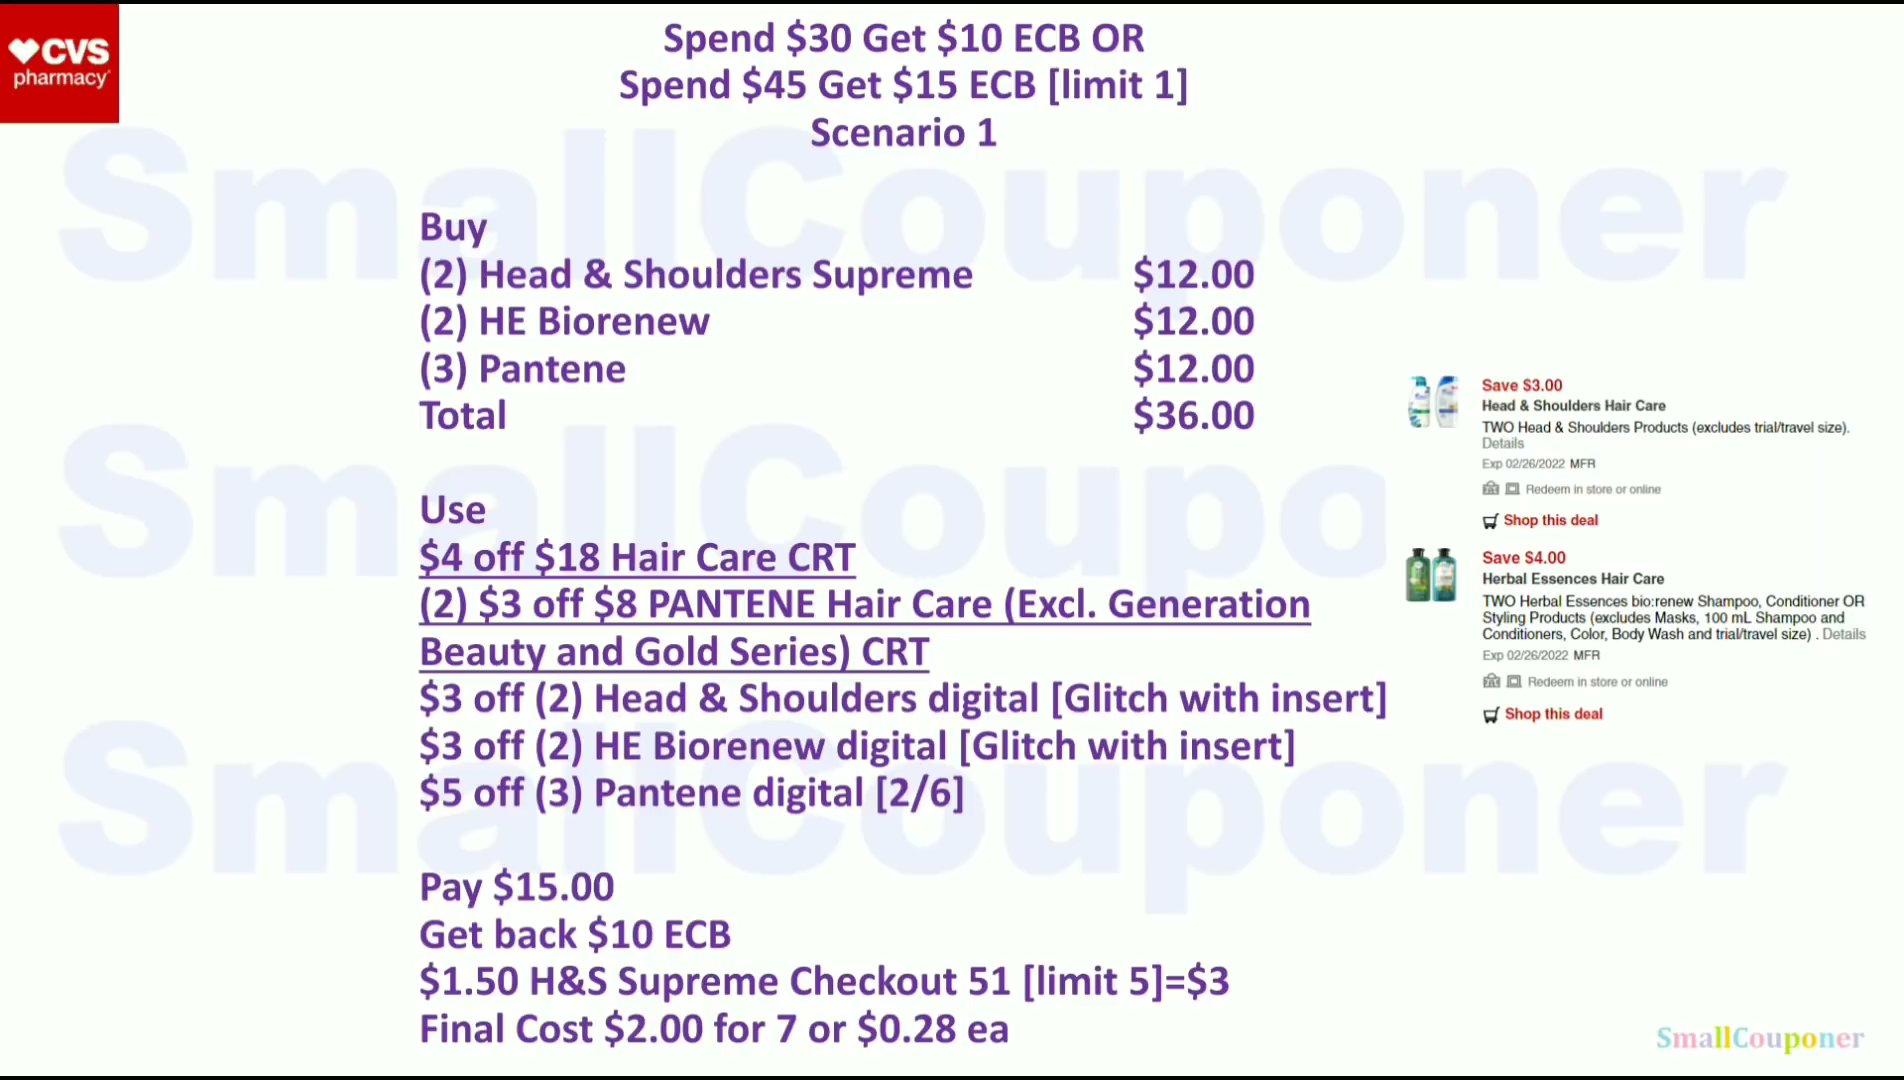 CVS
pharmacy
Spend $30 Get $10 ECB OR
Spend $45 Get $15 ECB [limit 1]
Scenario 1
SmallCouponer
Buy
(2) Head & Shoulders Supreme $12.00
(2) HE Biorenew $12.00
(3) Pantene $12.00
Total $36.00
SmallCoupo
Use
$4 off $18 Hair Care CRT
(2) $3 off $8 PANTENE Hair Care (Excl. Generation
Beauty and Gold Series) CRT
$3 off (2) Head & Shoulders digital [Glitch with insert]
$3 off (2) HE Biorenew digital [Glitch with insert]
$5 off (3) Pantene digital [2/6]
SmallCouponer
Pay $15.00
Get back $10 ECB
$1.50 H&S Supreme Checkout 51 [limit 5]=$3
Final Cost $2.00 for 7 or $0.28 ea
Save $3.00
Head & Shoulders Hair Care
TWO Head & Shoulders Products (excludes trial/travel size).
Details
Exp 02/26/2022 MFR
Redeem in store or online
Shop this deal
Save $4.00
Herbal Essences Hair Care
TWO Herbal Essences bio:renew Shampoo, Conditioner OR
Styling Products (excludes Masks, 100 mL Shampoo and
Conditioners, Color, Body Wash and trial/travel size) . Details
Exp 02/26/2022 MFR
Redeem in store or online
Shop this deal
SmallCouponer